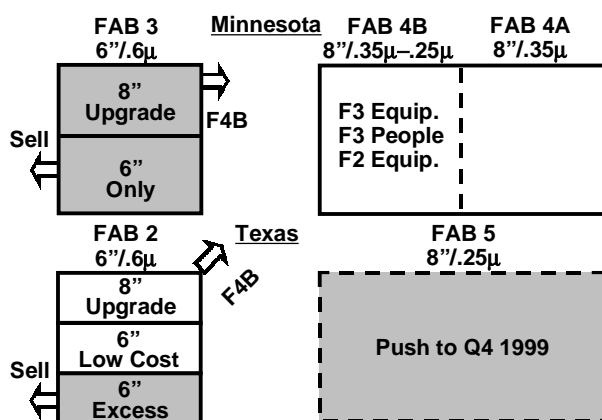 Minnesota
FAB 3
6”/.6μ
8”
Upgrade
F4B
Sell
6”
Only
FAB 4B
8”/.35μ–.25μ
FAB 4A
8”/.35μ
F3 Equip.
F3 People
F2 Equip.
Texas
FAB 2
6”/.6μ
F4B
8”
Upgrade
6”
Low Cost
Sell
6”
Excess
FAB 5
8”/.25μ
Push to Q4 1999